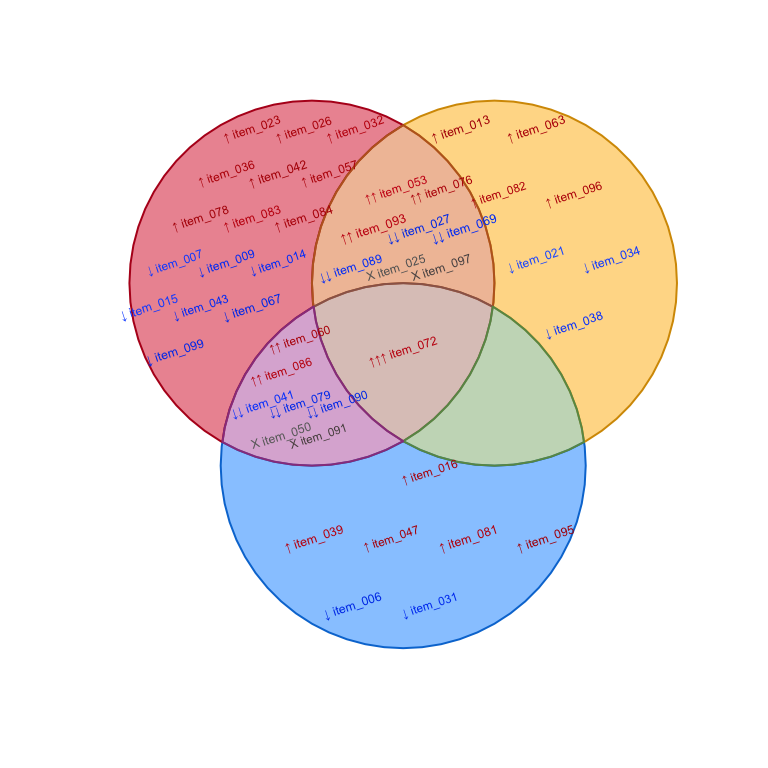 ↑ item_023
↑ item_026
↑ item_032
↑ item_036
↑ item_042
↑ item_057
↑ item_078
↑ item_083
↑ item_084
↓ item_007
↓ item_009
↓ item_014
↓ item_015
↓ item_043
↓ item_067
↓ item_099
↑↑ item_053
↑↑ item_076
↑↑ item_093
↓↓ item_027
↓↓ item_069
↓↓ item_089
X item_025
X item_097
↑ item_013
↑ item_063
↑ item_082
↑ item_096
↓ item_021
↓ item_034
↓ item_038
↑↑ item_060
↑↑ item_086
↓↓ item_041
↓↓ item_079
↓↓ item_090
X item_050
X item_091
↑↑↑ item_072
↑ item_016
↑ item_039
↑ item_047
↑ item_081
↑ item_095
↓ item_006
↓ item_031